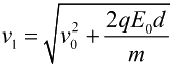 v₁ = √(v₀² + 2qE₀d/m)